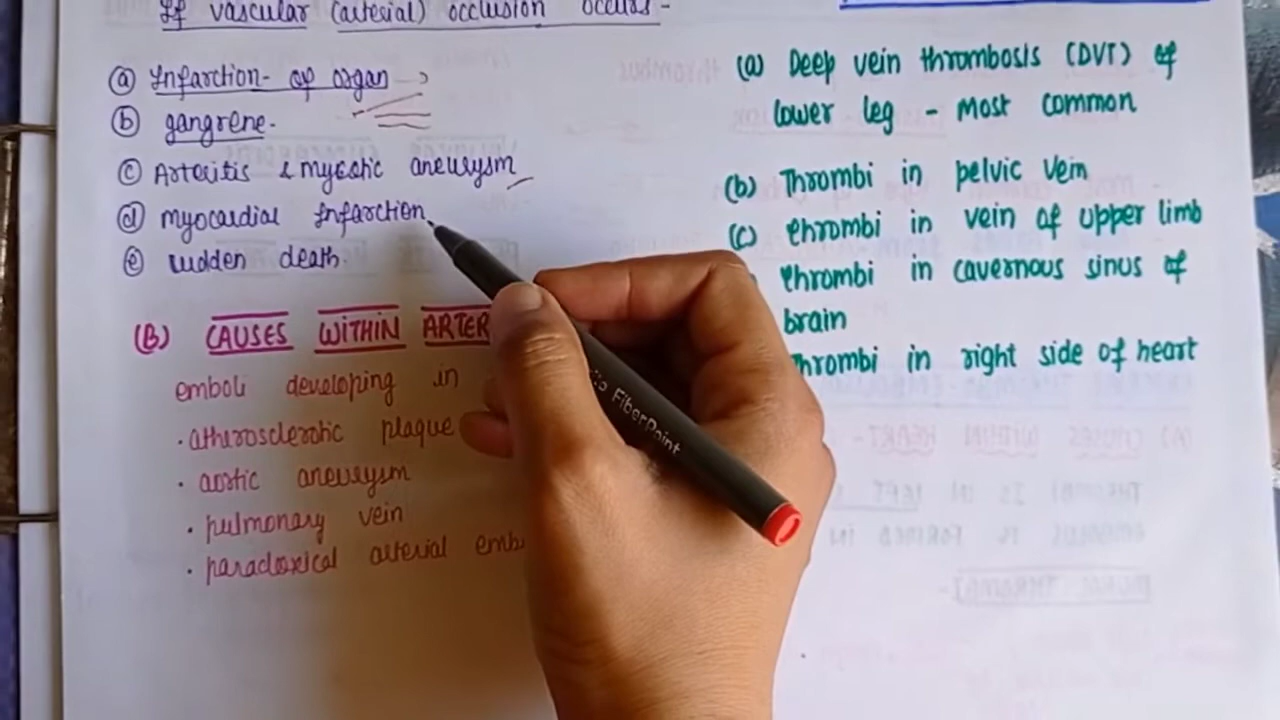 If vascular (arterial) occlusion occurs -
(a) Infarction - of organ
(b) gangrene -
(c) Arteritis & mycotic aneurysm
(d) myocardial Infarction
(e) sudden death
(B) CAUSES WITHIN ARTER
emboli developing in
· atherosclerotic plaque
· aortic aneurysm
· pulmonary vein
· paradoxical arterial emb
(a) Deep vein thrombosis (DVT) of
lower leg - most common
(b) Thrombi in pelvic vein
(c) thrombi in vein of upper limb
thrombi in cavernous sinus of
brain
hrombi in right side of heart
FiberPoint